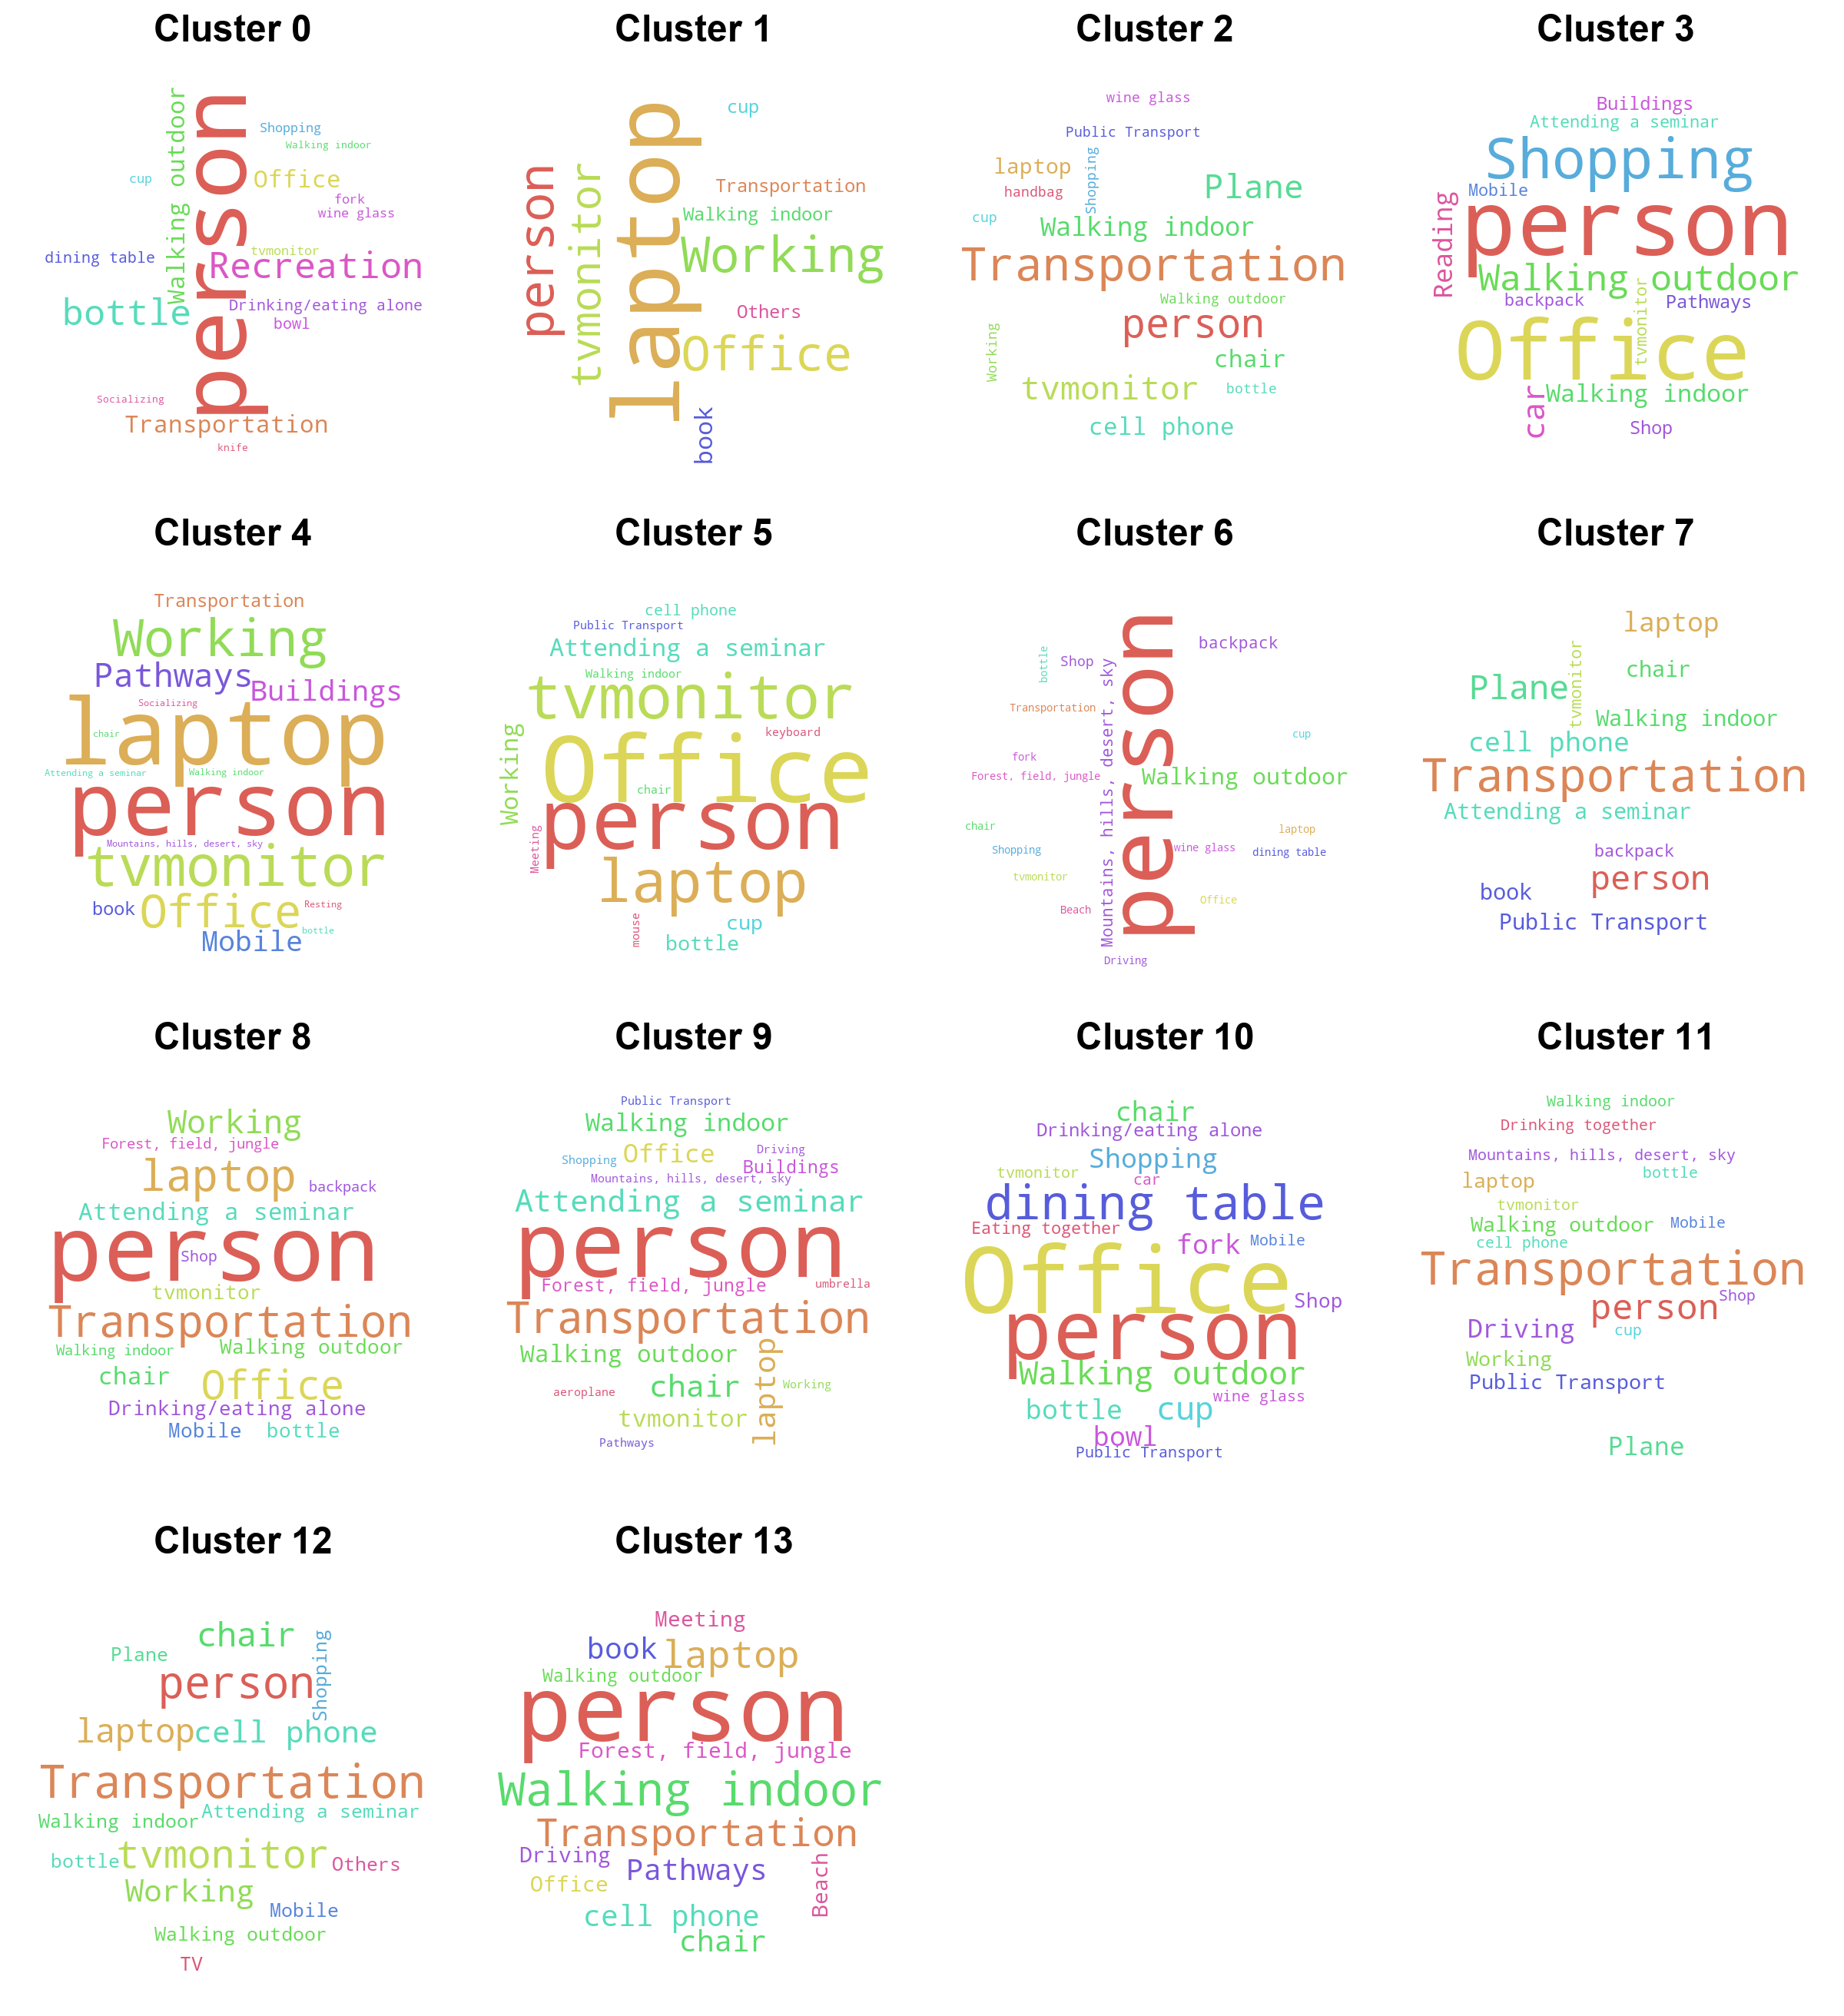 Cluster 0
person
Walking outdoor
Shopping
Walking indoor
cup
Office
fork
wine glass
tvmonitor
dining table
Recreation
bottle
Drinking/eating alone
bowl
Socializing
Transportation
knife
Cluster 1
laptop
cup
person
tvmonitor
Transportation
Walking indoor
Working
Others
Office
book
Cluster 2
wine glass
Public Transport
laptop
Shopping
handbag
Plane
cup
Walking indoor
Transportation
Walking outdoor
person
Working
chair
tvmonitor
bottle
cell phone
Cluster 3
Buildings
Attending a seminar
Shopping
Mobile
Reading
person
Walking outdoor
backpack
Pathways
tvmonitor
Office
car
Walking indoor
Shop
Cluster 4
Transportation
Working
Pathways
Buildings
Socializing
laptop
chair
Attending a seminar
Walking indoor
person
Mountains, hills, desert, sky
tvmonitor
book
Office
Resting
bottle
Mobile
Cluster 5
cell phone
Public Transport
Attending a seminar
Walking indoor
tvmonitor
keyboard
Working
Office
chair
person
Meeting
laptop
cup
mouse
bottle
Cluster 6
person
Mountains, hills, desert, sky
backpack
bottle
Shop
Transportation
cup
fork
Forest, field, jungle
Walking outdoor
chair
laptop
Shopping
wine glass
dining table
tvmonitor
Office
Beach
Driving
Cluster 7
laptop
tvmonitor
chair
Plane
Walking indoor
cell phone
Transportation
Attending a seminar
backpack
person
book
Public Transport
Cluster 8
Working
Forest, field, jungle
laptop
backpack
Attending a seminar
person
Shop
tvmonitor
Transportation
Walking indoor
Walking outdoor
chair
Office
Drinking/eating alone
Mobile
bottle
Cluster 9
Public Transport
Walking indoor
Driving
Shopping
Office
Buildings
Mountains, hills, desert, sky
Attending a seminar
person
Forest, field, jungle
umbrella
Transportation
Walking outdoor
laptop
aeroplane
chair
Working
tvmonitor
Pathways
Cluster 10
chair
Drinking/eating alone
Shopping
tvmonitor
car
dining table
Eating together
fork
Mobile
Office
Shop
person
Walking outdoor
wine glass
bottle
cup
bowl
Public Transport
Cluster 11
Walking indoor
Drinking together
Mountains, hills, desert, sky
laptop
bottle
tvmonitor
Walking outdoor
Mobile
cell phone
Transportation
Shop
person
Driving
cup
Working
Public Transport
Plane
Cluster 12
chair
Plane
Shopping
person
laptop
cell phone
Transportation
Walking indoor
Attending a seminar
bottle
tvmonitor
Others
Working
Mobile
Walking outdoor
TV
Cluster 13
Meeting
book
laptop
Walking outdoor
person
Forest, field, jungle
Walking indoor
Transportation
Driving
Pathways
Office
Beach
cell phone
chair